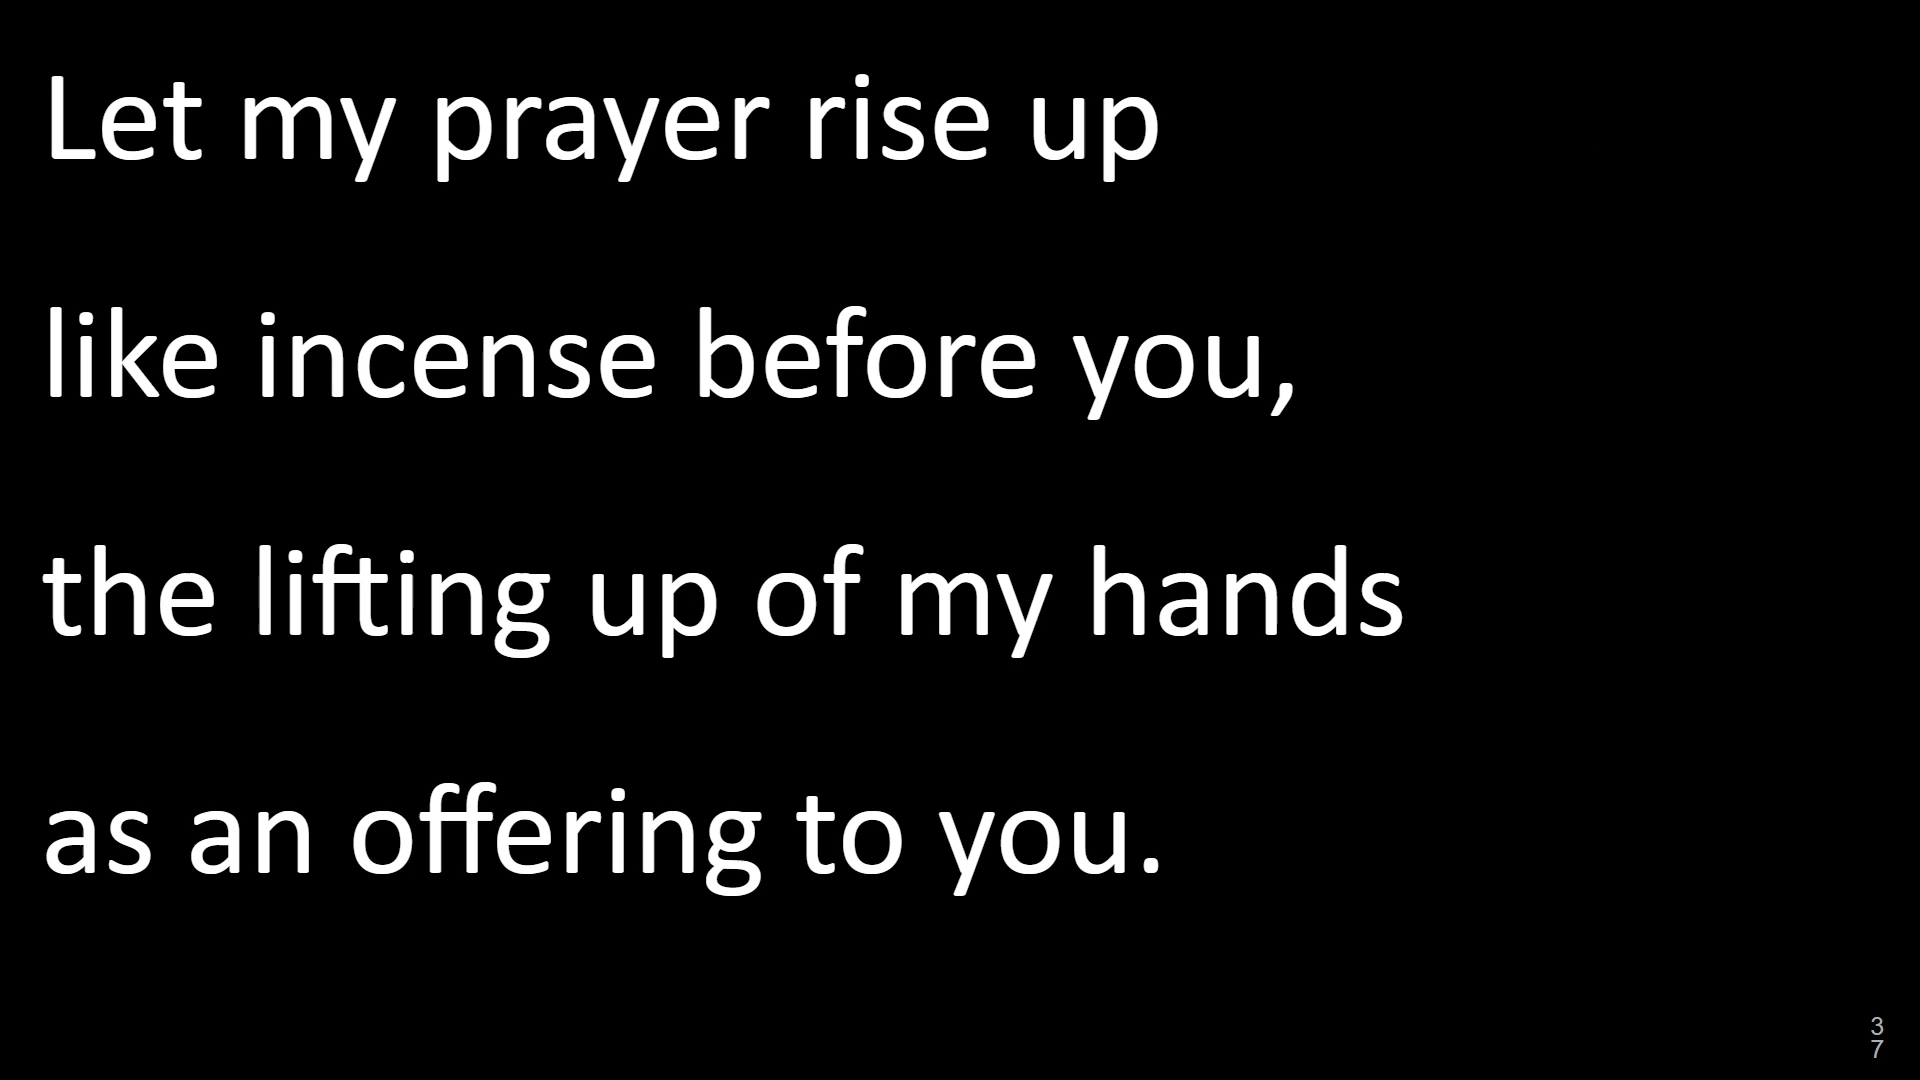 Let my prayer rise up
like incense before you,
the lifting up of my hands
as an offering to you.
3
7